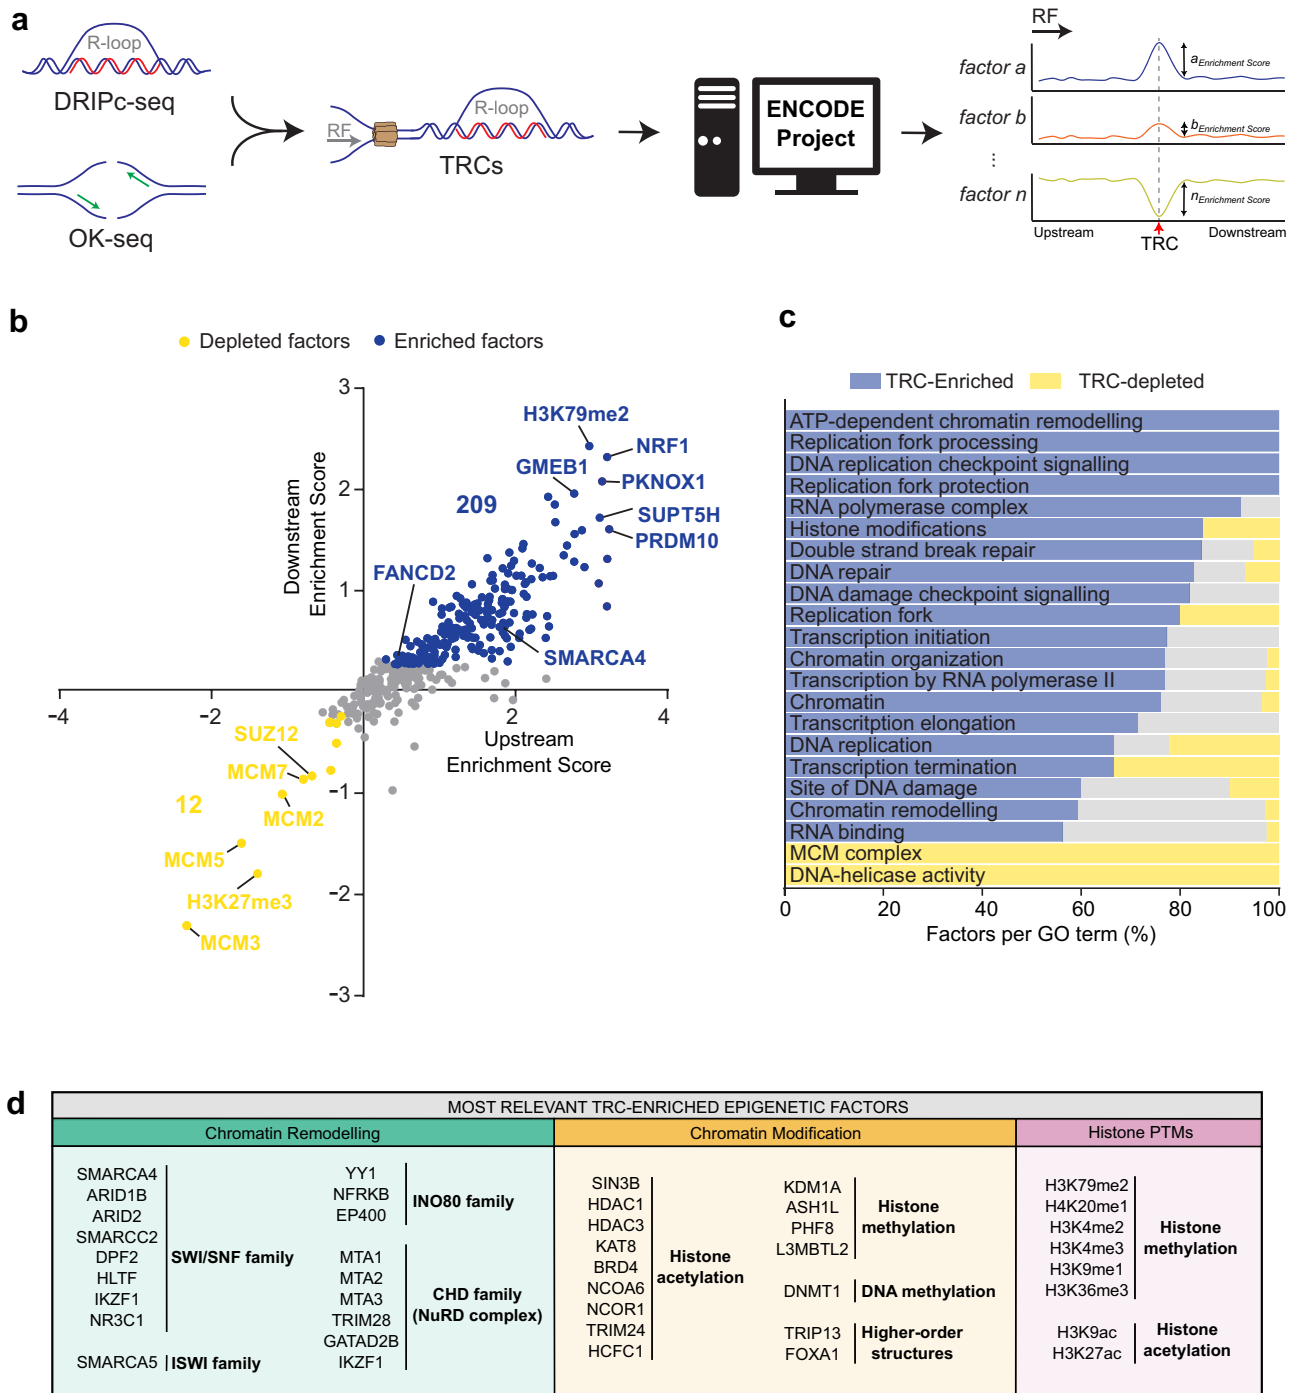 a
R-loop
DRIPc-seq
OK-seq
RF
R-loop
TRCs
ENCODE
Project
RF
factor a
aEnrichment Score
factor b
bEnrichment Score
...
factor n
nEnrichment Score
Upstream
TRC
Downstream
b
Depleted factors
Enriched factors
Downstream
Enrichment Score
Upstream
Enrichment Score
3
2
1
−1
−2
−3
−4
−2
2
4
H3K79me2
NRF1
GMEB1
PKNOX1
209
SUPT5H
PRDM10
FANCD2
SMARCA4
SUZ12
MCM7
12
MCM2
MCM5
H3K27me3
MCM3
c
TRC-Enriched
TRC-depleted
ATP-dependent chromatin remodelling
Replication fork processing
DNA replication checkpoint signalling
Replication fork protection
RNA polymerase complex
Histone modifications
Double strand break repair
DNA repair
DNA damage checkpoint signalling
Replication fork
Transcription initiation
Chromatin organization
Transcription by RNA polymerase II
Chromatin
Transcritpion elongation
DNA replication
Transcription termination
Site of DNA damage
Chromatin remodelling
RNA binding
MCM complex
DNA-helicase activity
0 20 40 60 80 100
Factors per GO term (%)
d
MOST RELEVANT TRC-ENRICHED EPIGENETIC FACTORS
Chromatin Remodelling
SMARCA4
ARID1B
ARID2
SMARCC2
DPF2
HLTF
IKZF1
NR3C1
SWI/SNF family
SMARCA5
ISWI family
YY1
NFRKB
EP400
INO80 family
MTA1
MTA2
MTA3
TRIM28
GATAD2B
IKZF1
CHD family
(NuRD complex)
Chromatin Modification
SIN3B
HDAC1
HDAC3
KAT8
BRD4
NCOA6
NCOR1
TRIM24
HCFC1
Histone
acetylation
KDM1A
ASH1L
PHF8
L3MBTL2
Histone
methylation
DNMT1
DNA methylation
TRIP13
FOXA1
Higher-order
structures
Histone PTMs
H3K79me2
H4K20me1
H3K4me2
H3K4me3
H3K9me1
H3K36me3
Histone
methylation
H3K9ac
H3K27ac
Histone
acetylation